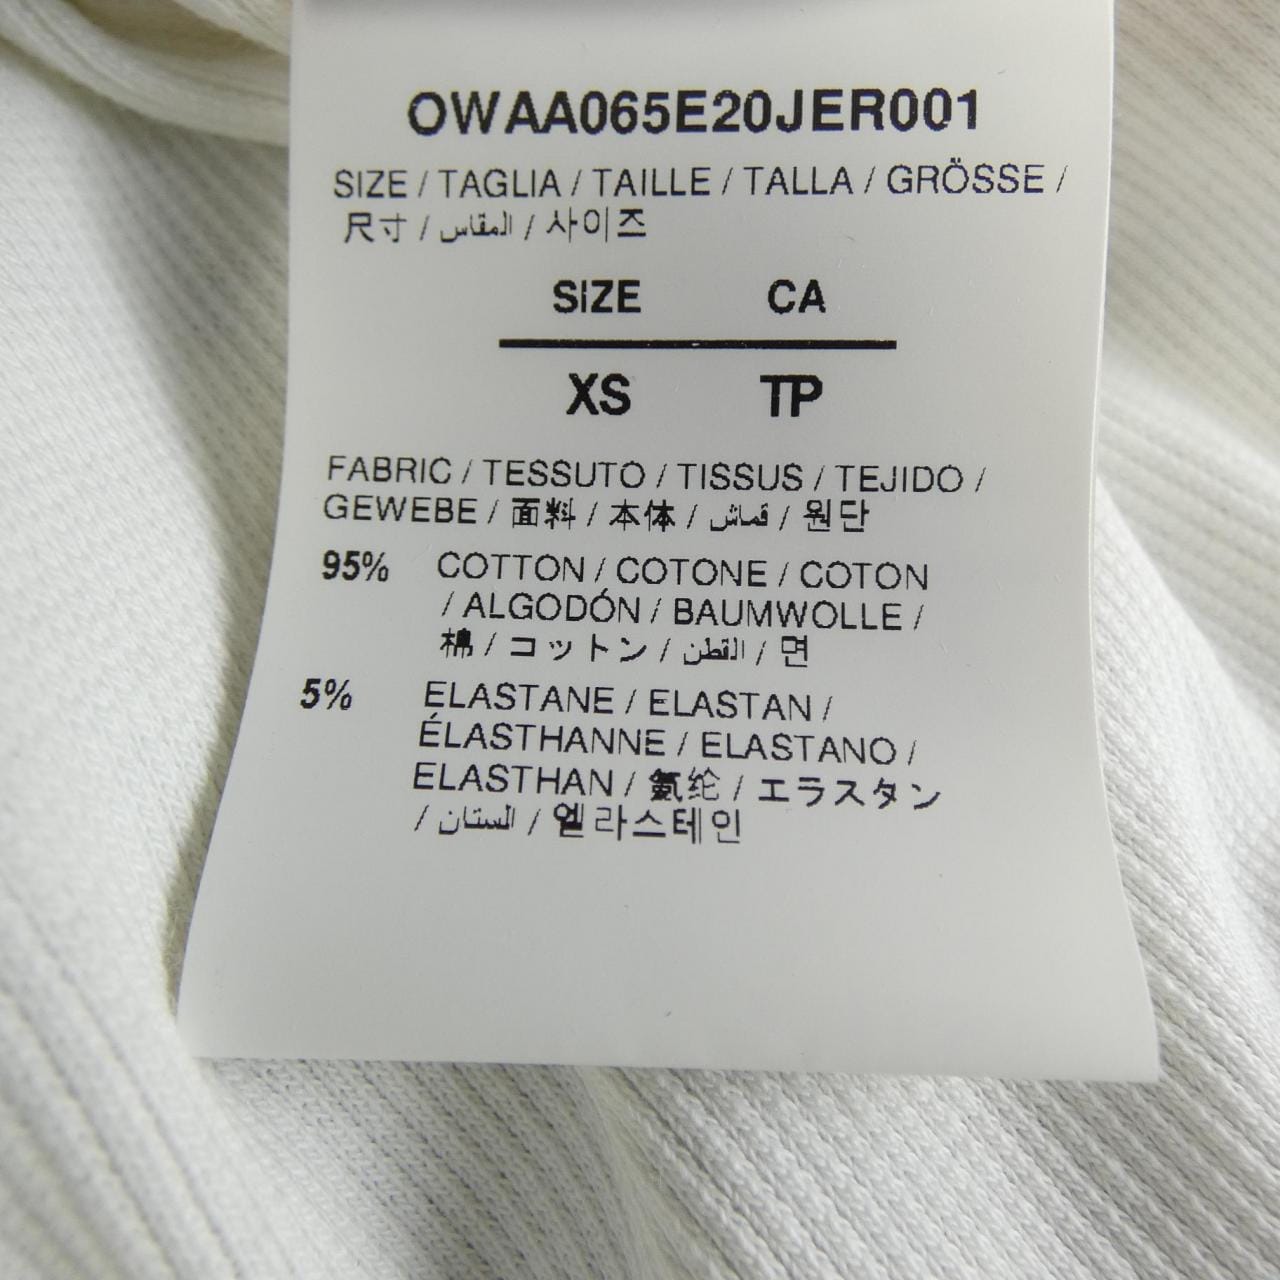 OWAA065E20JER001
SIZE / TAGLIA / TAILLE / TALLA / GRÖSSE /
尺寸 / المقاس / 사이즈
SIZE CA
XS TP
FABRIC / TESSUTO / TISSUS / TEJIDO /
GEWEBE / 面料 / 本体 / قماش / 원단
95% COTTON / COTONE / COTON
/ ALGODÓN / BAUMWOLLE /
棉 / コットン / القطن / 면
5% ELASTANE / ELASTAN /
ÉLASTHANNE / ELASTANO /
ELASTHAN / 氨纶 / エラスタン
/ الستان / 엘라스테인